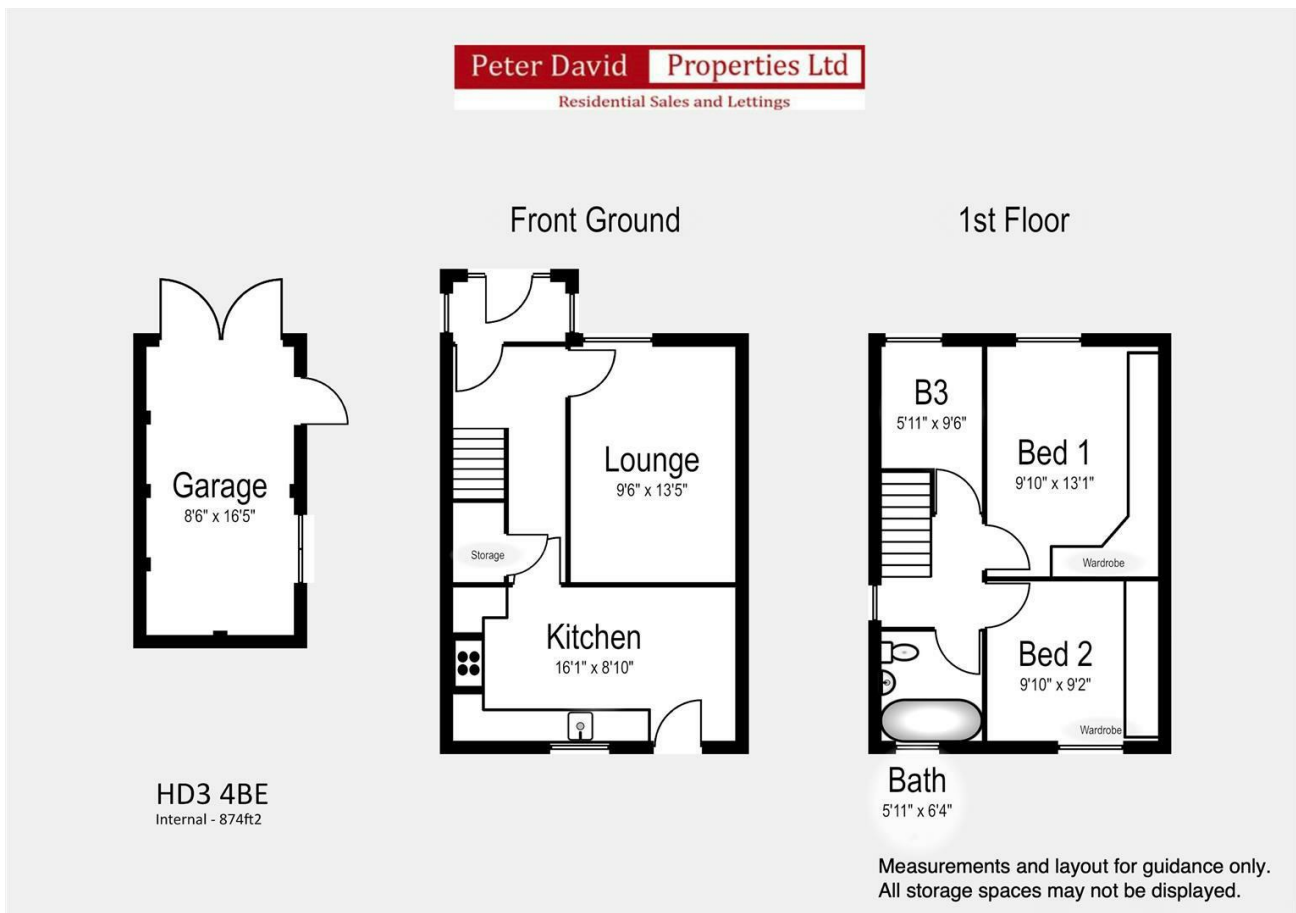 Peter David Properties Ltd
Residential Sales and Lettings
Front Ground
1st Floor
Garage
8'6" x 16'5"
Lounge
9'6" x 13'5"
Storage
Kitchen
16'1" x 8'10"
B3
5'11" x 9'6"
Bed 1
9'10" x 13'1"
Wardrobe
Bed 2
9'10" x 9'2"
Wardrobe
Bath
5'11" x 6'4"
HD3 4BE
Internal - 874ft2
Measurements and layout for guidance only.
All storage spaces may not be displayed.